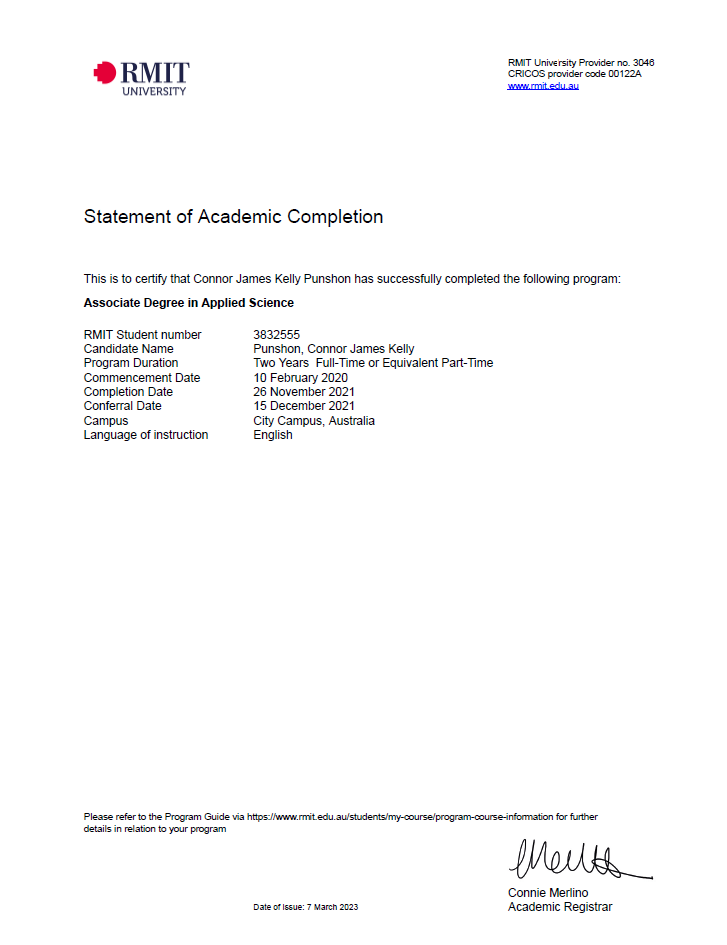 RMIT
UNIVERSITY
RMIT University Provider no. 3046
CRICOS provider code 00122A
www.rmit.edu.au
Statement of Academic Completion
This is to certify that Connor James Kelly Punshon has successfully completed the following program:
Associate Degree in Applied Science
RMIT Student number 3832555
Candidate Name Punshon, Connor James Kelly
Program Duration Two Years Full-Time or Equivalent Part-Time
Commencement Date 10 February 2020
Completion Date 26 November 2021
Conferral Date 15 December 2021
Campus City Campus, Australia
Language of instruction English
Please refer to the Program Guide via https://www.rmit.edu.au/students/my-course/program-course-information for further
details in relation to your program
Connie Merlino
Academic Registrar
Date of Issue: 7 March 2023